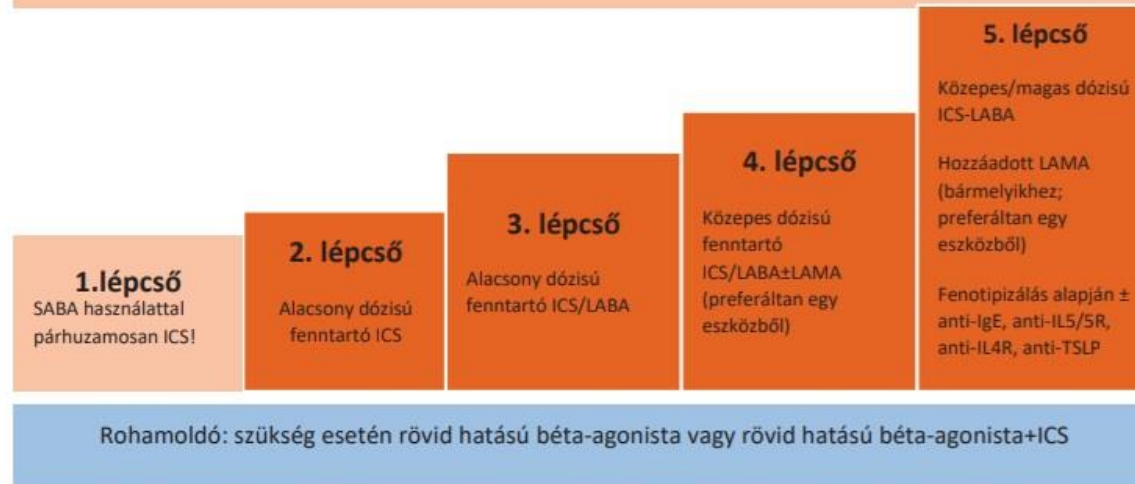 1.lépcső
SABA használattal
párhuzamosan ICS!
2. lépcső
Alacsony dózisú
fenntartó ICS
3. lépcső
Alacsony dózisú
fenntartó ICS/LABA
4. lépcső
Közepes dózisú
fenntartó
ICS/LABA±LAMA
(preferáltan egy
eszközből)
5. lépcső
Közepes/magas dózisú
ICS-LABA
Hozzáadott LAMA
(bármelyikhez;
preferáltan egy
eszközből)
Fenotipizálás alapján ±
anti-IgE, anti-IL5/5R,
anti-IL4R, anti-TSLP
Rohamoldó: szükség esetén rövid hatású béta-agonista vagy rövid hatású béta-agonista+ICS